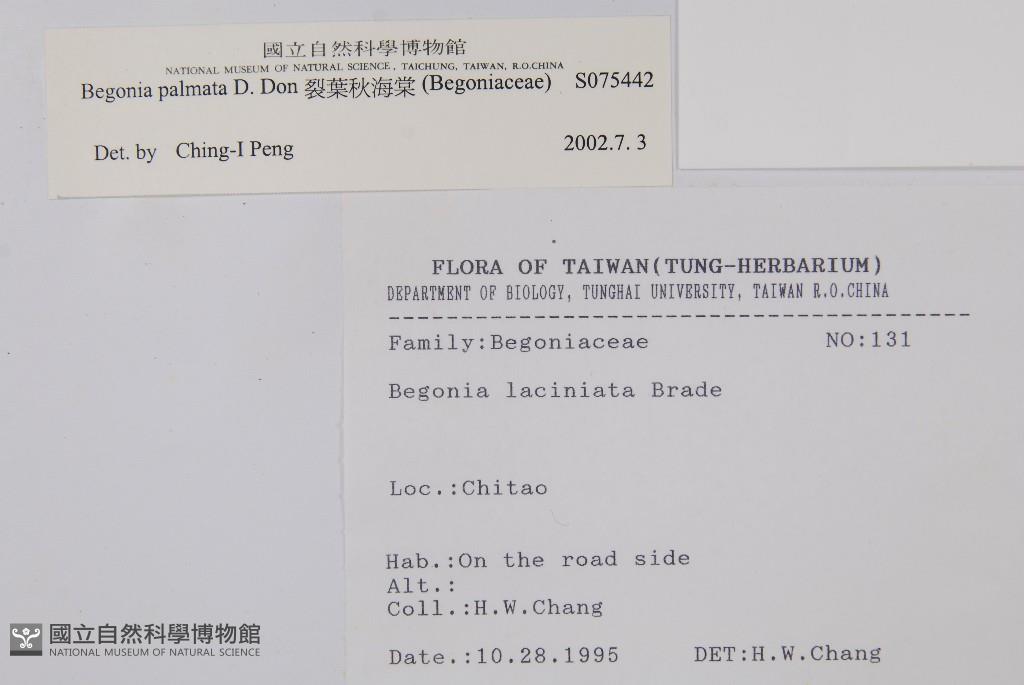 國立自然科學博物館
NATIONAL MUSEUM OF NATURAL SCIENCE, TAICHUNG, TAIWAN, R.O.CHINA
Begonia palmata D. Don 裂葉秋海棠 (Begoniaceae) S075442
Det. by Ching-I Peng 2002.7. 3
FLORA OF TAIWAN(TUNG-HERBARIUM)
DEPARTMENT OF BIOLOGY, TUNGHAI UNIVERSITY, TAIWAN R.O.CHINA
-----------------------------------------
Family:Begoniaceae NO:131
Begonia laciniata Brade
Loc.:Chitao
Hab.:On the road side
Alt.:
Coll.:H.W.Chang
Date.:10.28.1995 DET:H.W.Chang
國立自然科學博物館
NATIONAL MUSEUM OF NATURAL SCIENCE